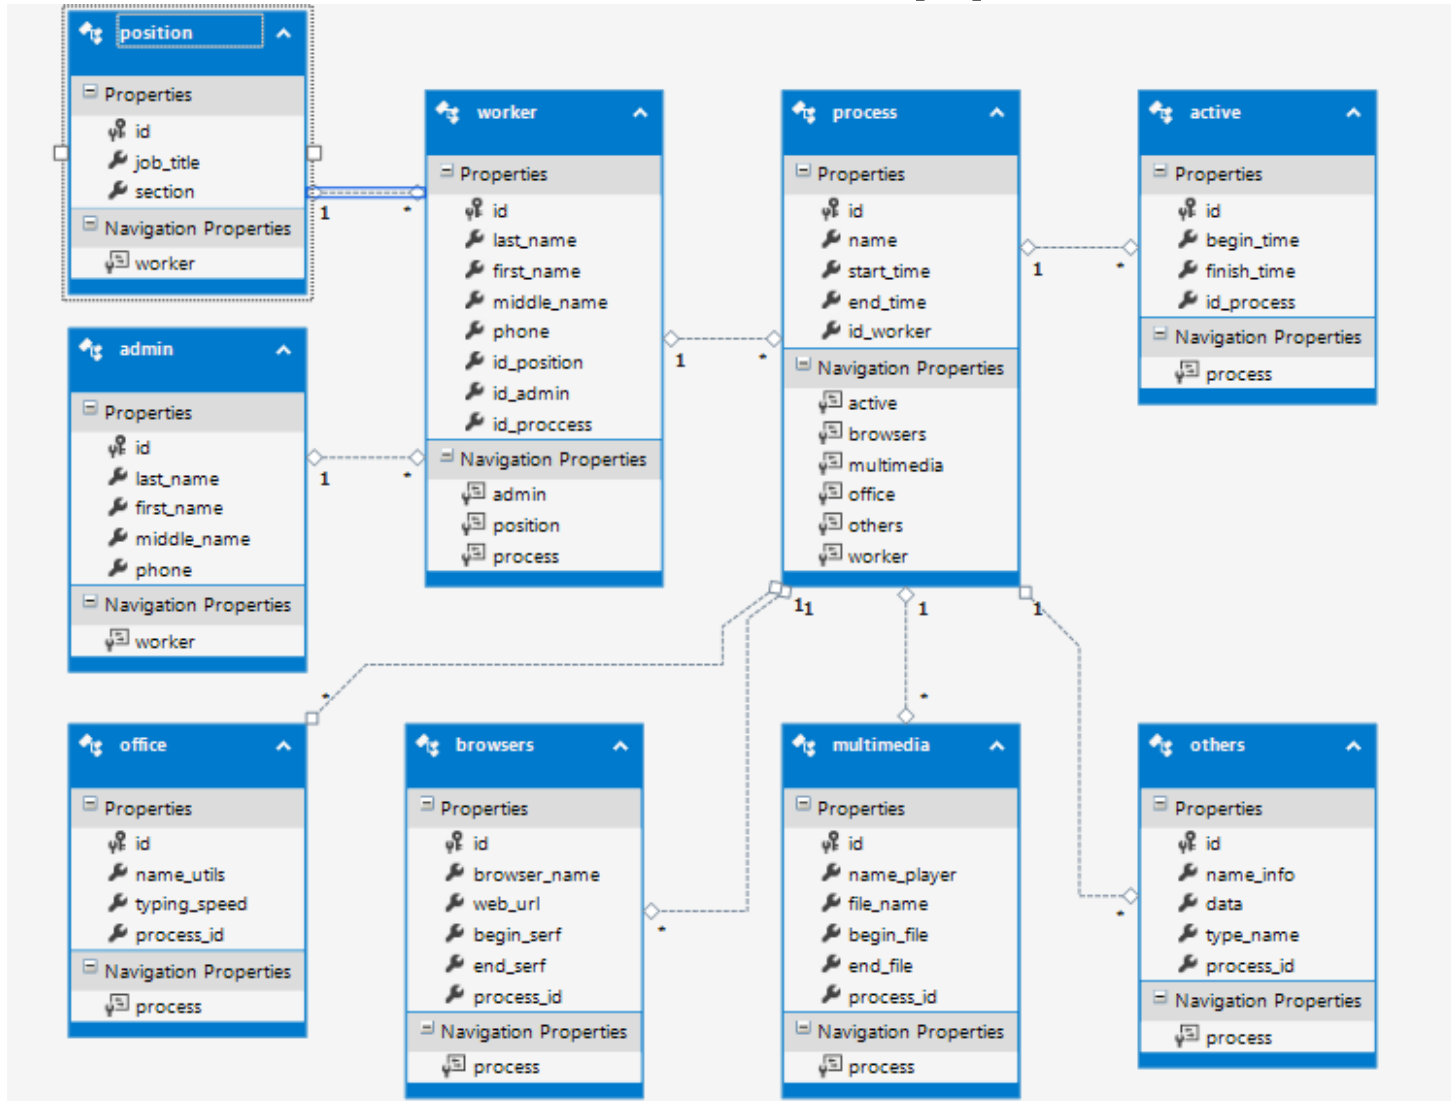 position
Properties
id
job_title
section
Navigation Properties
worker
1
*
worker
Properties
id
last_name
first_name
middle_name
phone
id_position
id_admin
id_proccess
Navigation Properties
admin
position
process
1
*
process
Properties
id
name
start_time
end_time
id_worker
Navigation Properties
active
browsers
multimedia
office
others
worker
1
*
active
Properties
id
begin_time
finish_time
id_process
Navigation Properties
process
admin
Properties
id
last_name
first_name
middle_name
phone
Navigation Properties
worker
1
*
1
1
1
1
*
*
*
*
office
Properties
id
name_utils
typing_speed
process_id
Navigation Properties
process
browsers
Properties
id
browser_name
web_url
begin_serf
end_serf
process_id
Navigation Properties
process
multimedia
Properties
id
name_player
file_name
begin_file
end_file
process_id
Navigation Properties
process
others
Properties
id
name_info
data
type_name
process_id
Navigation Properties
process